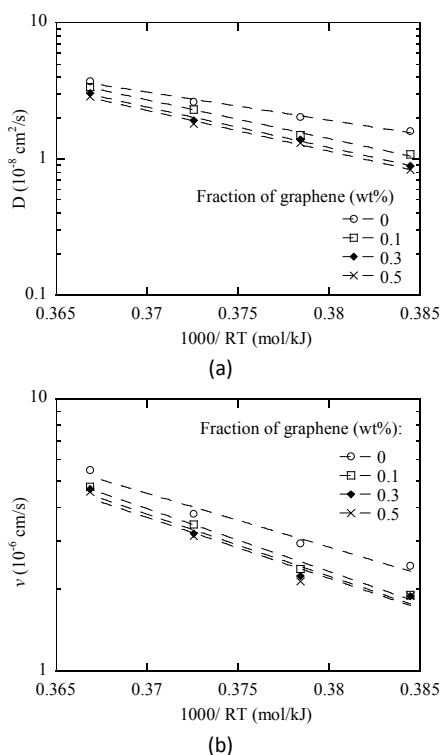 10
1
0.1
D (10⁻⁸ cm²/s)
Fraction of graphene (wt%)
0
0.1
0.3
0.5
0.365 0.37 0.375 0.38 0.385
1000/ RT (mol/kJ)
(a)
10
1
v (10⁻⁶ cm/s)
Fraction of graphene (wt%):
0
0.1
0.3
0.5
0.365 0.37 0.375 0.38 0.385
1000/ RT (mol/kJ)
(b)